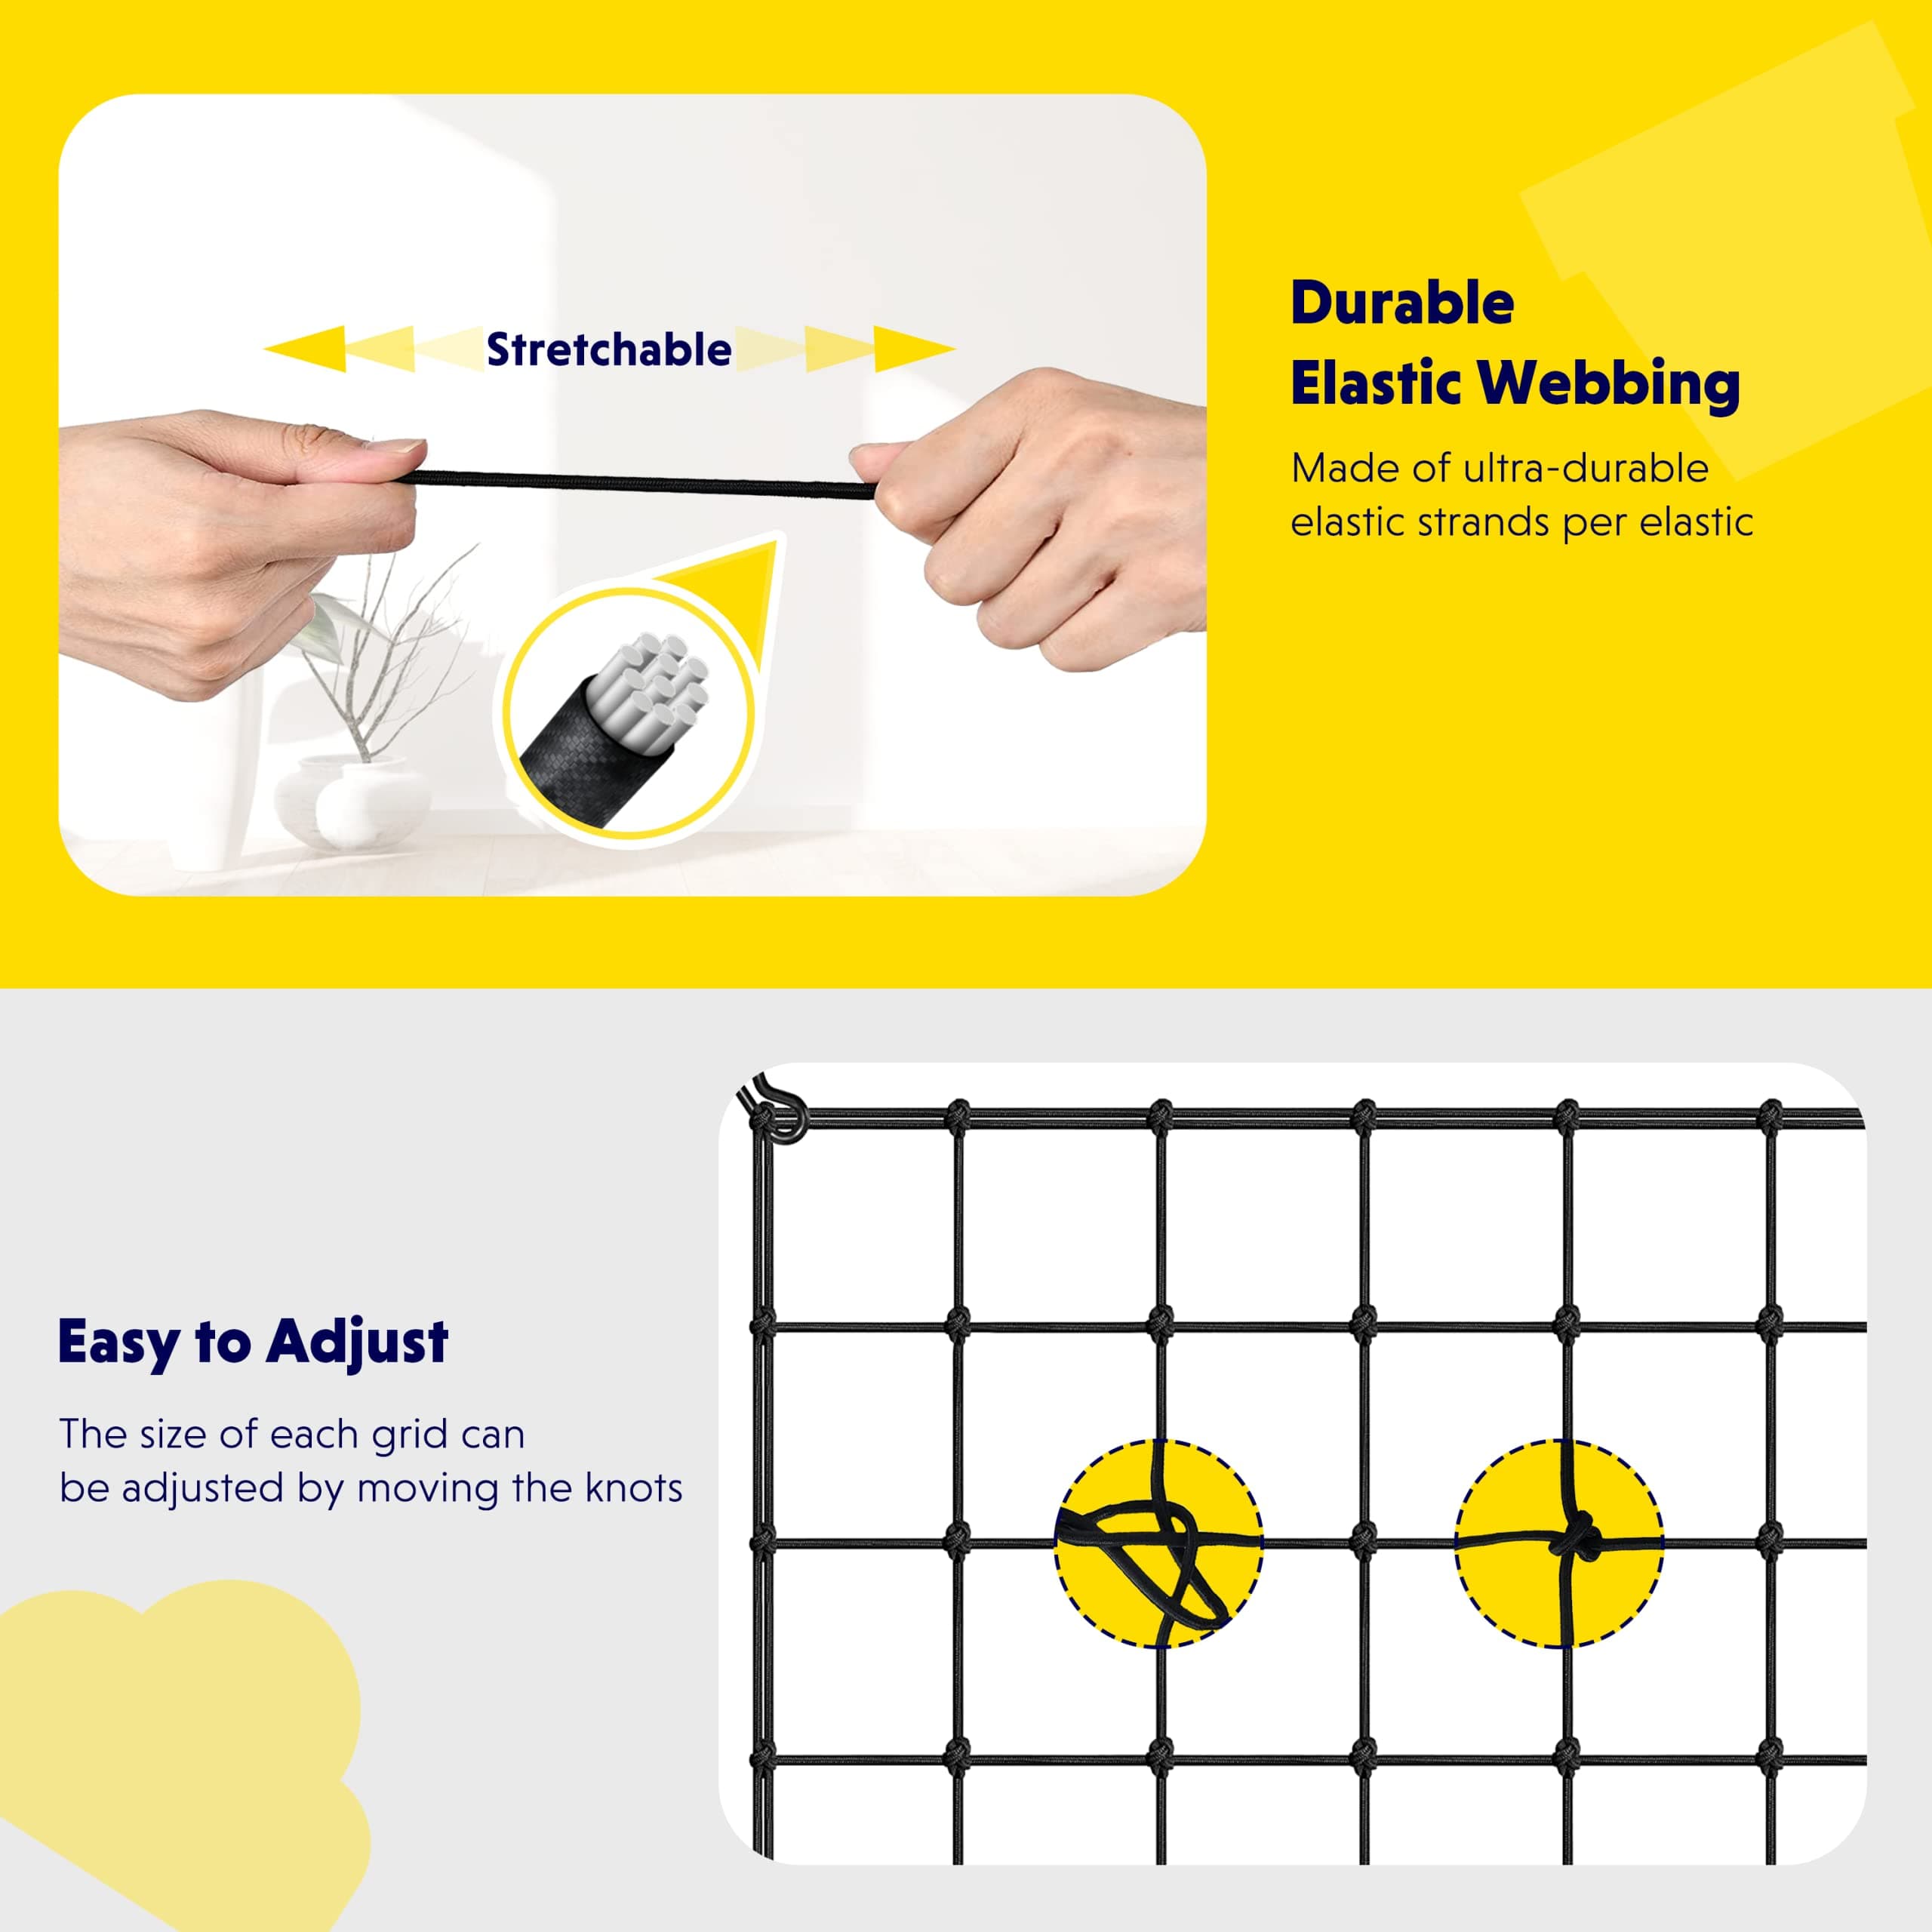 Stretchable
Durable
Elastic Webbing
Made of ultra-durable
elastic strands per elastic
Easy to Adjust
The size of each grid can
be adjusted by moving the knots